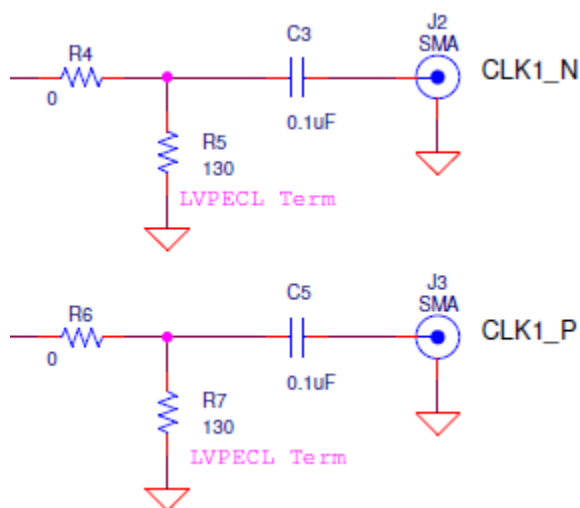 J2
SMA
C3
R4
CLK1_N
0
0.1uF
R5
130
LVPECL Term
J3
SMA
C5
R6
CLK1_P
0
0.1uF
R7
130
LVPECL Term